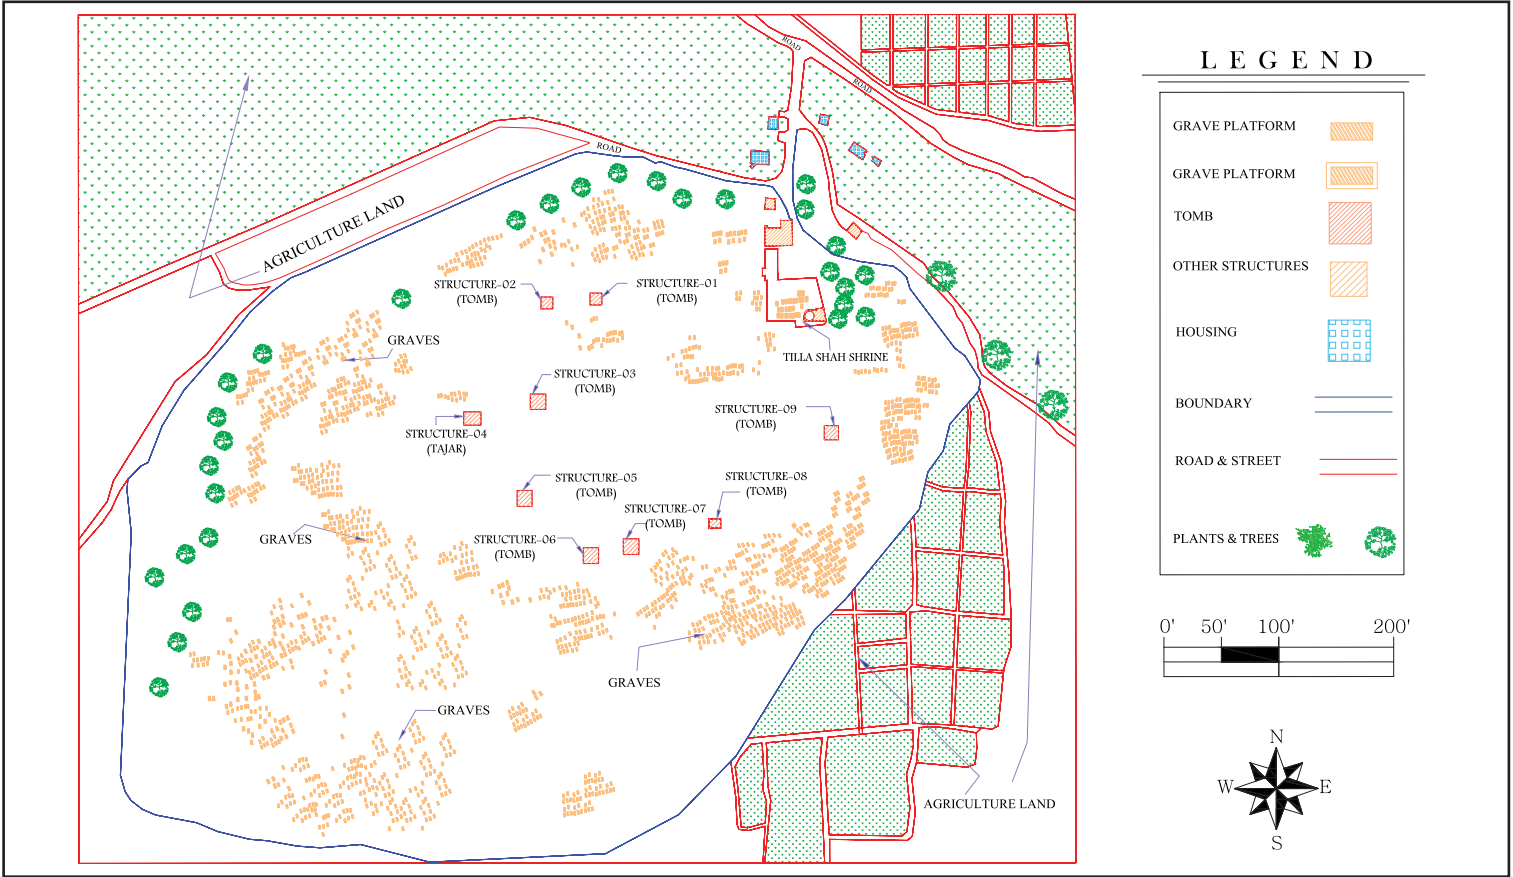 ROAD
ROAD
ROAD
AGRICULTURE LAND
STRUCTURE-02
(TOMB)
STRUCTURE-01
(TOMB)
GRAVES
TILLA SHAH SHRINE
STRUCTURE-03
(TOMB)
STRUCTURE-04
(TAJAR)
STRUCTURE-09
(TOMB)
STRUCTURE-05
(TOMB)
STRUCTURE-08
(TOMB)
STRUCTURE-07
(TOMB)
STRUCTURE-06
(TOMB)
GRAVES
GRAVES
GRAVES
AGRICULTURE LAND
LEGEND
GRAVE PLATFORM
GRAVE PLATFORM
TOMB
OTHER STRUCTURES
HOUSING
BOUNDARY
ROAD & STREET
PLANTS & TREES
0' 50' 100' 200'
N
W E
S